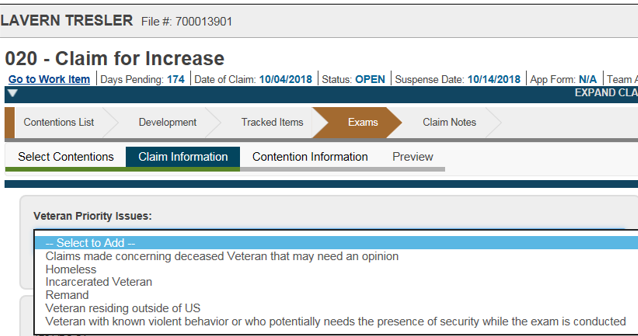 LAVERN TRESLER File #: 700013901
020 - Claim for Increase
Go to Work Item Days Pending: 174 Date of Claim: 10/04/2018 Status: OPEN Suspense Date: 10/14/2018 App Form: N/A Team
EXPAND CLA
Contentions List Development Tracked Items Exams Claim Notes
Select Contentions Claim Information Contention Information Preview
Veteran Priority Issues:
-- Select to Add --
Claims made concerning deceased Veteran that may need an opinion
Homeless
Incarcerated Veteran
Remand
Veteran residing outside of US
Veteran with known violent behavior or who potentially needs the presence of security while the exam is conducted